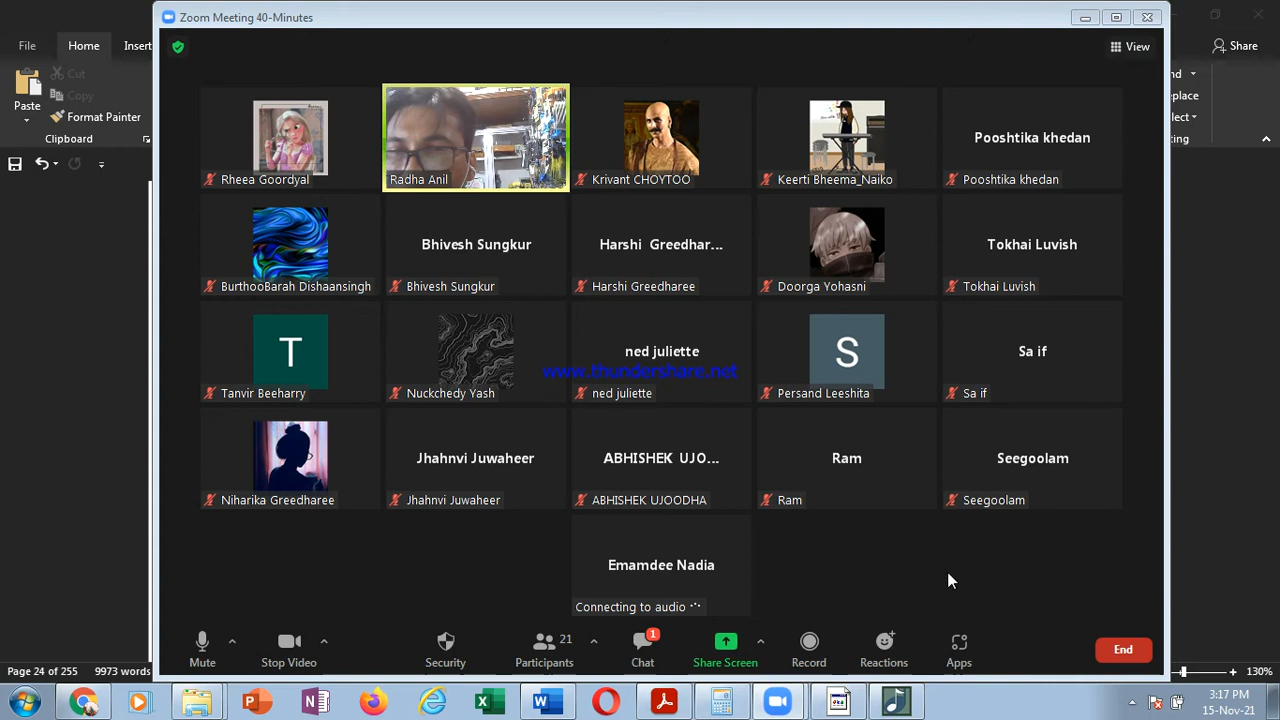 Zoom Meeting 40-Minutes
File
Home
Insert
Share
Cut
Copy
Paste
Format Painter
Clipboard
place
lect
ting
View
Rheea Goordyal
Radha Anil
Krivant CHOYTOO
Keerti Bheema_Naiko
Pooshtika khedan
Pooshtika khedan
BurthooBarah Dishaansingh
Bhivesh Sungkur
Bhivesh Sungkur
Harshi Greedhar...
Harshi Greedharee
Doorga Yohasni
Tokhai Luvish
Tokhai Luvish
T
Tanvir Beeharry
Nuckchedy Yash
ned juliette
www.thundershare.net
ned juliette
S
Persand Leeshita
Sa if
Sa if
Niharika Greedharee
Jhahnvi Juwaheer
Jhahnvi Juwaheer
ABHISHEK UJO...
ABHISHEK UJOODHA
Ram
Ram
Seegoolam
Seegoolam
Emamdee Nadia
Connecting to audio
Mute
Stop Video
Security
Participants
21
Chat
1
Share Screen
Record
Reactions
Apps
End
Page 24 of 255
9973 words
130%
3:17 PM
15-Nov-21